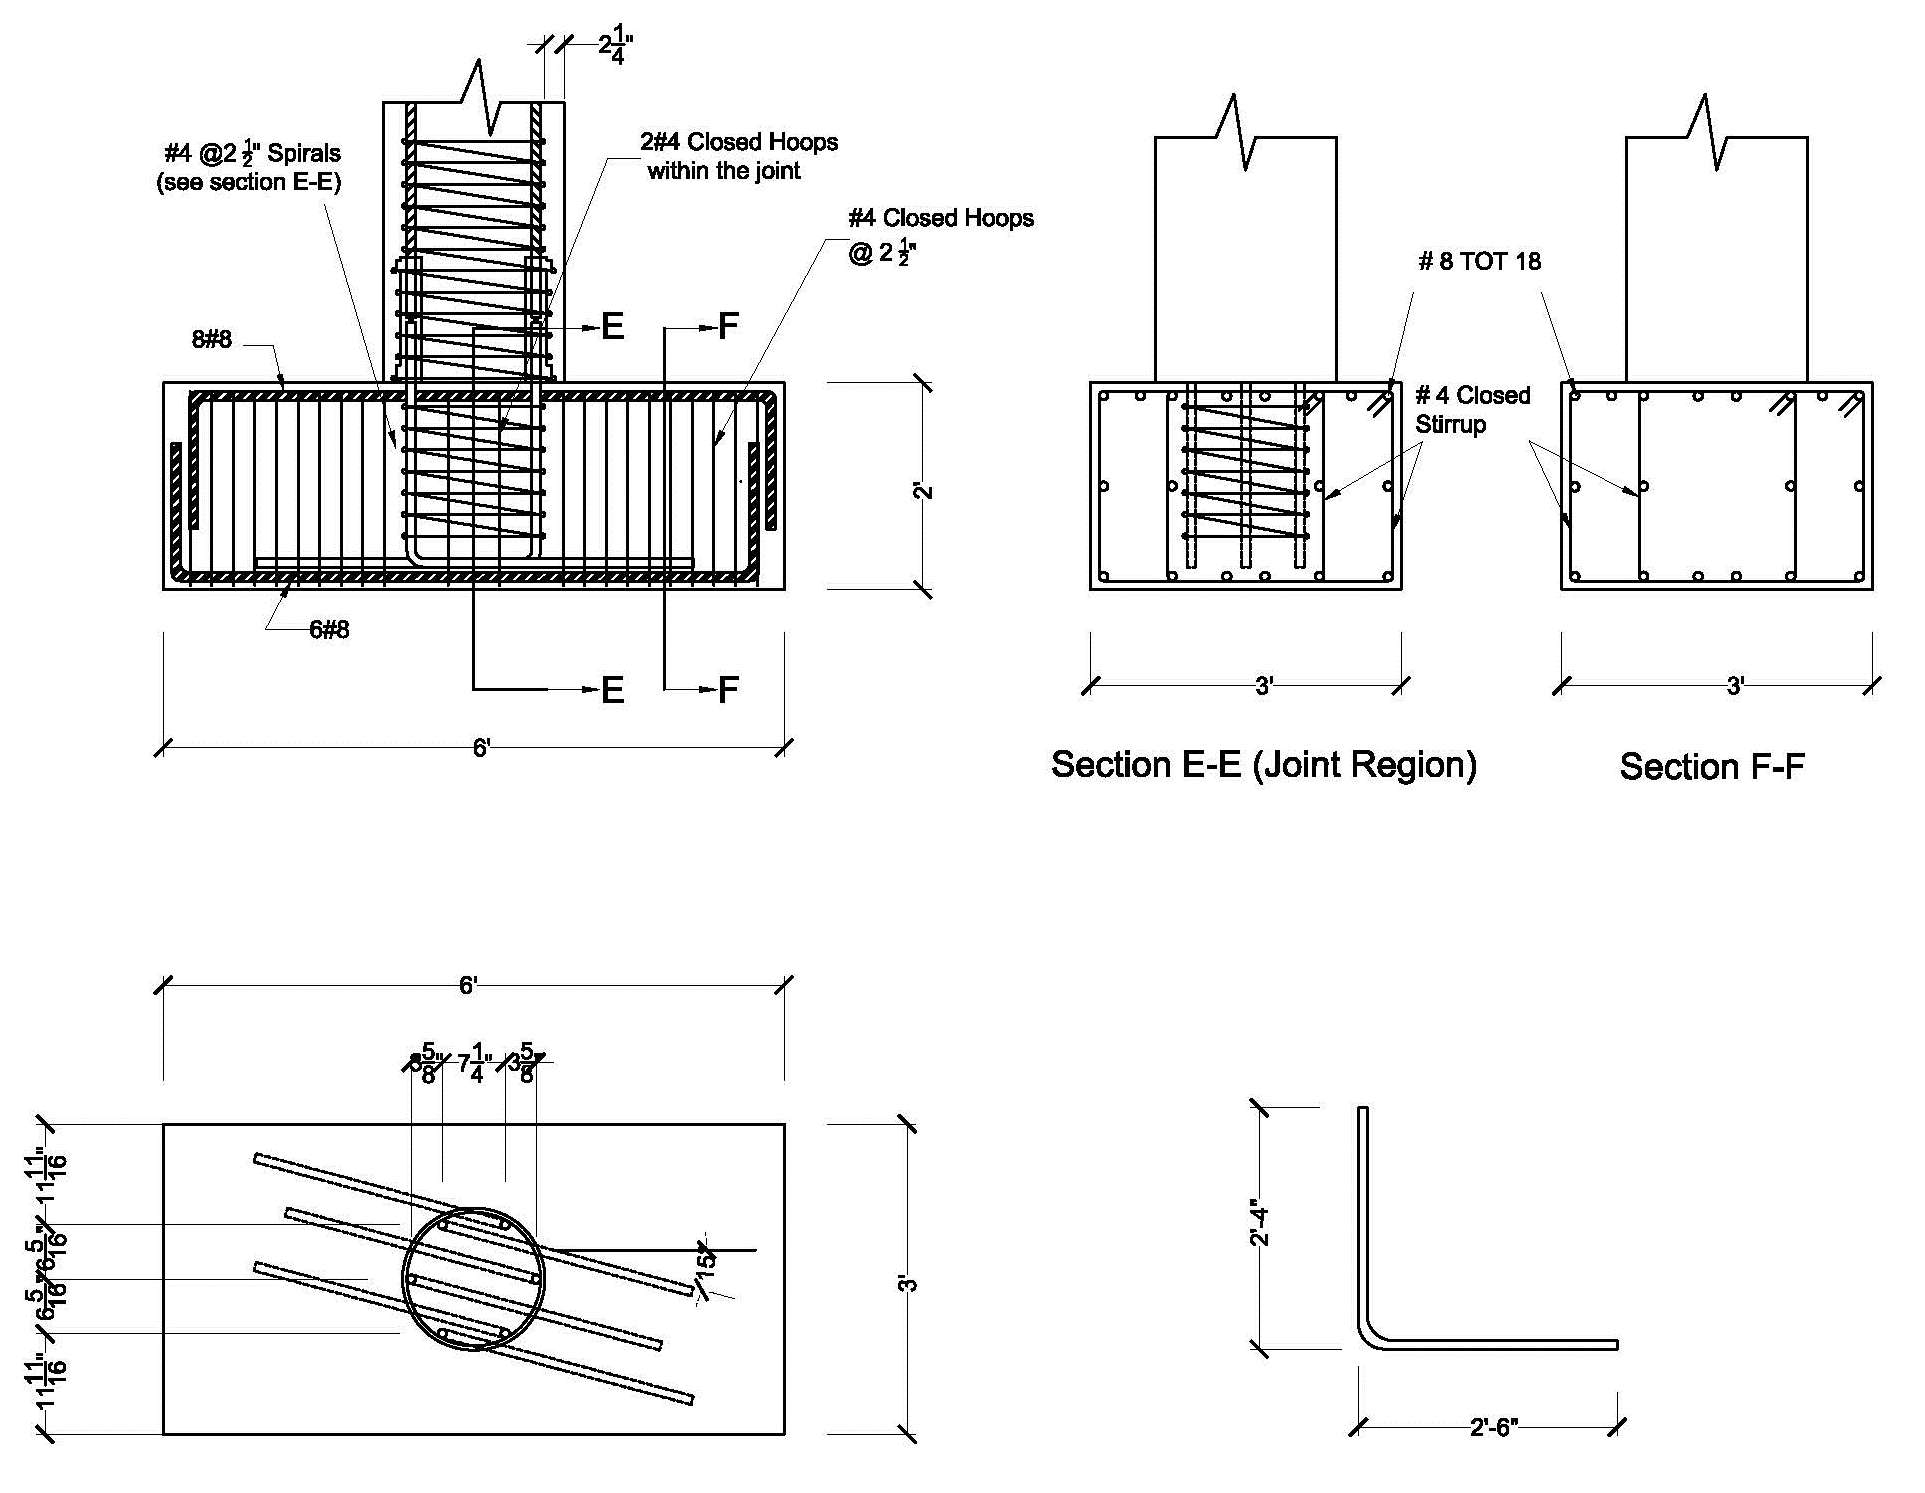 2 1/4"
#4 @2 1/2" Spirals
(see section E-E)
2#4 Closed Hoops
within the joint
#4 Closed Hoops
@ 2 1/2"
8#8
E
F
2'
6#8
E
F
6'
# 8 TOT 18
# 4 Closed
Stirrup
3'
3'
Section E-E (Joint Region)
Section F-F
6'
3 5/8"
7 1/4"
3 5/8"
11 11/16"
6 5/16"
6 5/16"
11 11/16"
15°
3'
2'-4"
2'-6"